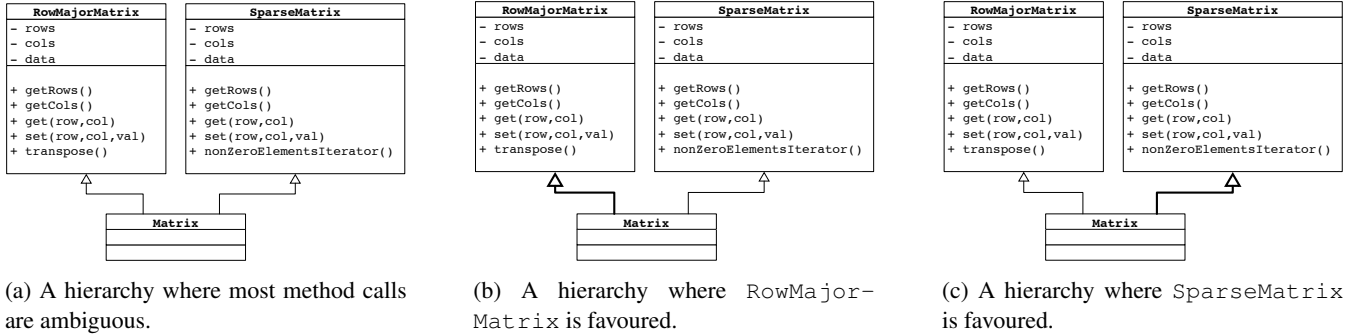 RowMajorMatrix
- rows
- cols
- data
+ getRows()
+ getCols()
+ get(row,col)
+ set(row,col,val)
+ transpose()
SparseMatrix
- rows
- cols
- data
+ getRows()
+ getCols()
+ get(row,col)
+ set(row,col,val)
+ nonZeroElementsIterator()
Matrix
(a) A hierarchy where most method calls
are ambiguous.
RowMajorMatrix
- rows
- cols
- data
+ getRows()
+ getCols()
+ get(row,col)
+ set(row,col,val)
+ transpose()
SparseMatrix
- rows
- cols
- data
+ getRows()
+ getCols()
+ get(row,col)
+ set(row,col,val)
+ nonZeroElementsIterator()
Matrix
(b) A hierarchy where RowMajor-
Matrix is favoured.
RowMajorMatrix
- rows
- cols
- data
+ getRows()
+ getCols()
+ get(row,col)
+ set(row,col,val)
+ transpose()
SparseMatrix
- rows
- cols
- data
+ getRows()
+ getCols()
+ get(row,col)
+ set(row,col,val)
+ nonZeroElementsIterator()
Matrix
(c) A hierarchy where SparseMatrix
is favoured.